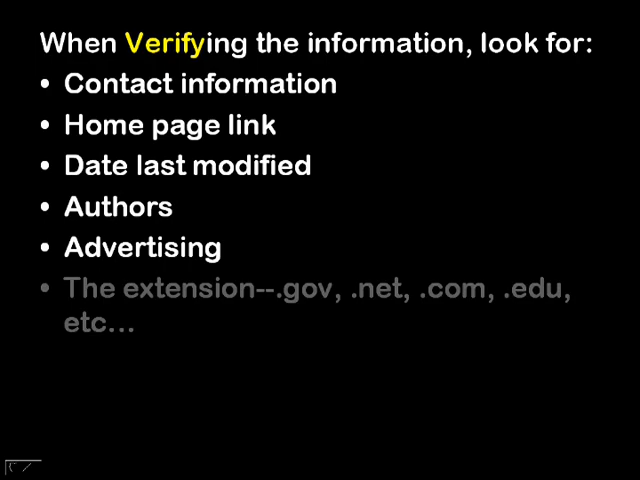 When Verifying the information, look for:
• Contact information
• Home page link
• Date last modified
• Authors
• Advertising
• The extension--.gov, .net, .com, .edu,
etc…